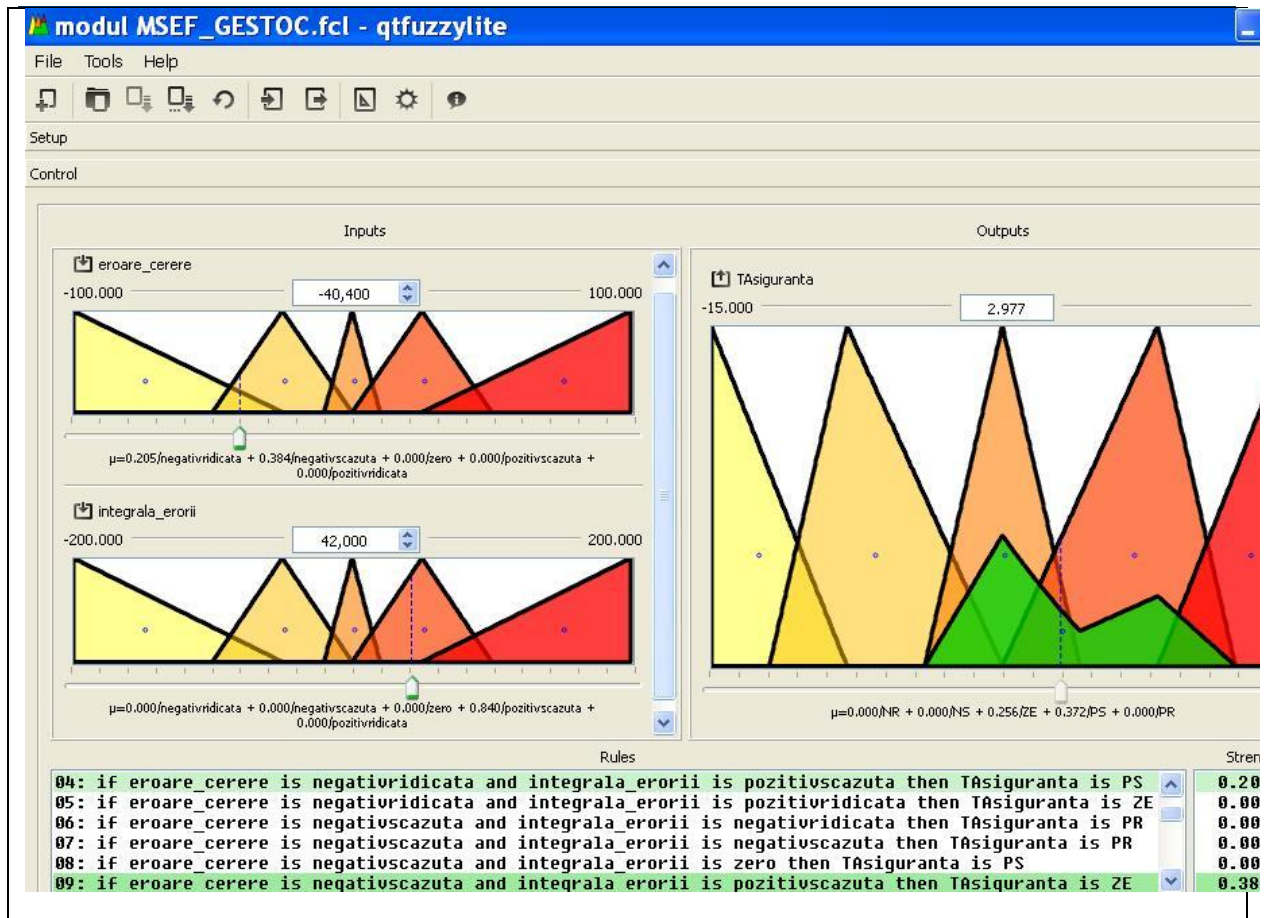 modul MSEF_GESTOC.fcl - qtfuzzylite
File Tools Help
Setup
Control
Inputs
eroare_cerere
-100.000 -40,400 100.000
µ=0.205/negativridicata + 0.384/negativscazuta + 0.000/zero + 0.000/pozitivscazuta +
0.000/pozitivridicata
integrala_erorii
-200.000 42,000 200.000
µ=0.000/negativridicata + 0.000/negativscazuta + 0.000/zero + 0.840/pozitivscazuta +
0.000/pozitivridicata
Outputs
TAsiguranta
-15.000 2.977
µ=0.000/NR + 0.000/NS + 0.256/ZE + 0.372/PS + 0.000/PR
Rules Stren
04: if eroare_cerere is negativridicata and integrala_erorii is pozitivscazuta then TAsiguranta is PS 0.20
05: if eroare_cerere is negativridicata and integrala_erorii is pozitivridicata then TAsiguranta is ZE 0.00
06: if eroare_cerere is negativscazuta and integrala_erorii is negativridicata then TAsiguranta is PR 0.00
07: if eroare_cerere is negativscazuta and integrala_erorii is negativscazuta then TAsiguranta is PR 0.00
08: if eroare_cerere is negativscazuta and integrala_erorii is zero then TAsiguranta is PS 0.00
09: if eroare_cerere is negativscazuta and integrala_erorii is pozitivscazuta then TAsiguranta is ZE 0.38